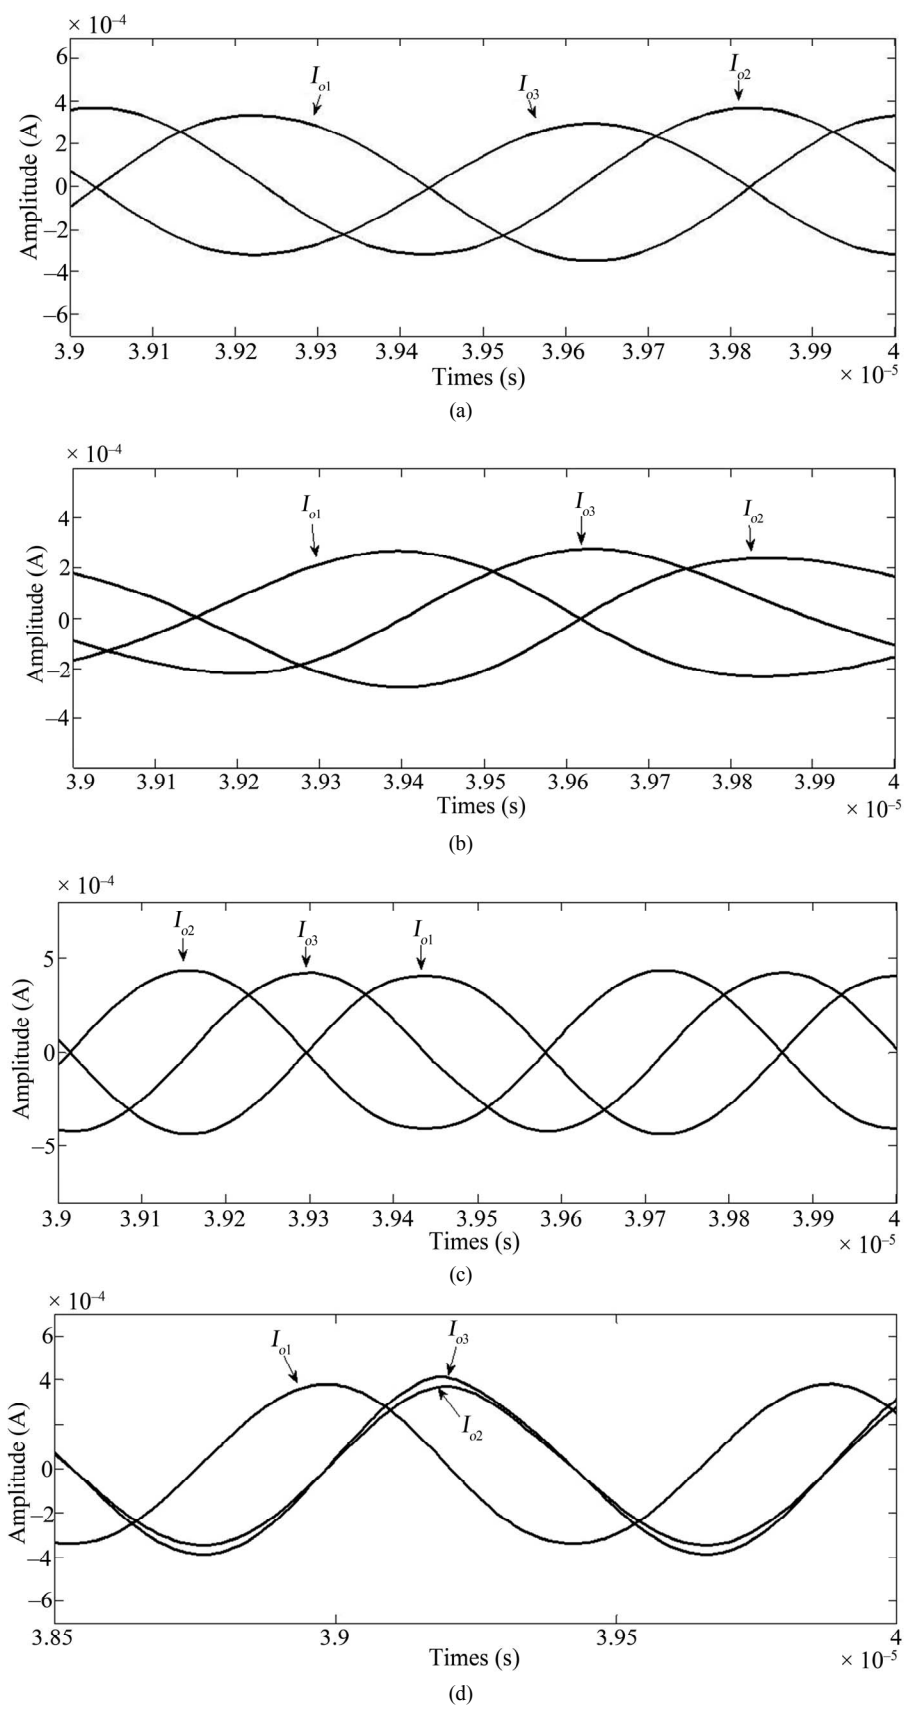 × 10⁻⁴
6
4
2
0
–2
–4
–6
Amplitude (A)
I_o1
I_o3
I_o2
3.9 3.91 3.92 3.93 3.94 3.95 3.96 3.97 3.98 3.99 4
Times (s)
× 10⁻⁵
(a)
× 10⁻⁴
4
2
0
–2
–4
Amplitude (A)
I_o1
I_o3
I_o2
3.9 3.91 3.92 3.93 3.94 3.95 3.96 3.97 3.98 3.99 4
Times (s)
× 10⁻⁵
(b)
× 10⁻⁴
5
0
–5
Amplitude (A)
I_o2
I_o3
I_o1
3.9 3.91 3.92 3.93 3.94 3.95 3.96 3.97 3.98 3.99 4
Times (s)
× 10⁻⁵
(c)
× 10⁻⁴
6
4
2
0
–2
–4
–6
Amplitude (A)
I_o1
I_o3
I_o2
3.85 3.9 3.95 4
Times (s)
× 10⁻⁵
(d)